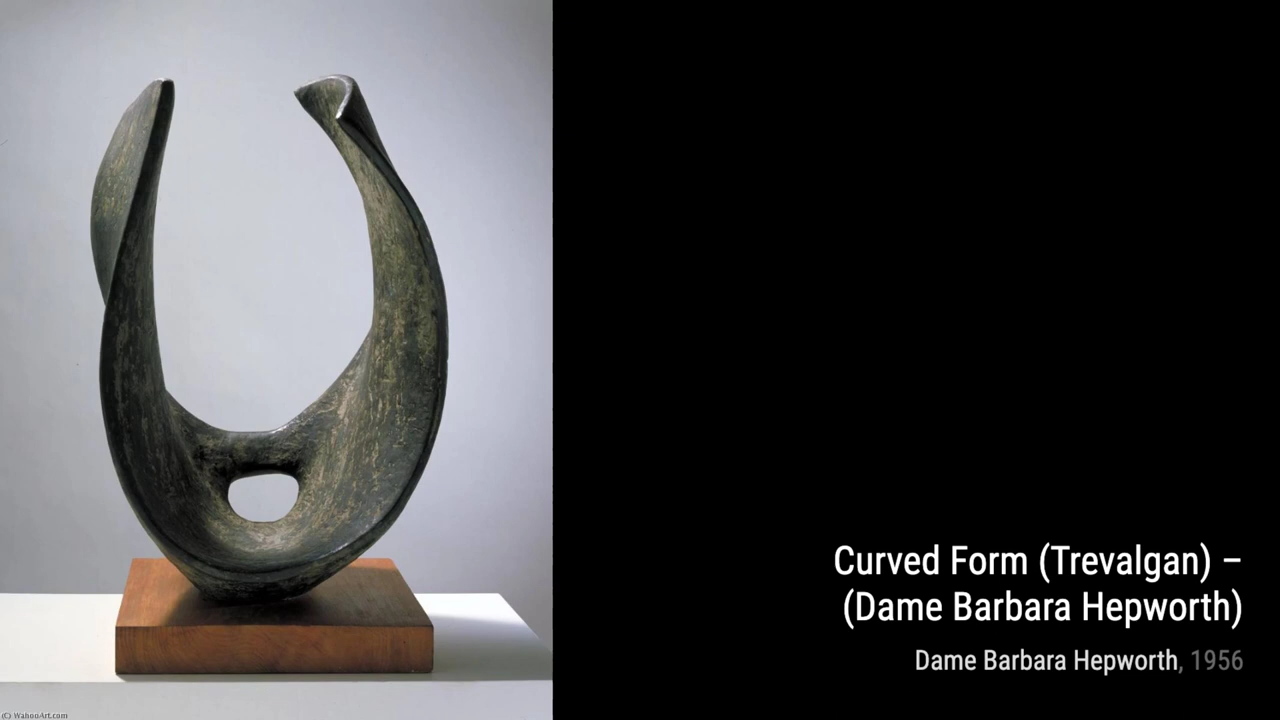 Curved Form (Trevalgan) –
(Dame Barbara Hepworth)
Dame Barbara Hepworth, 1956
(C) WahooArt.com